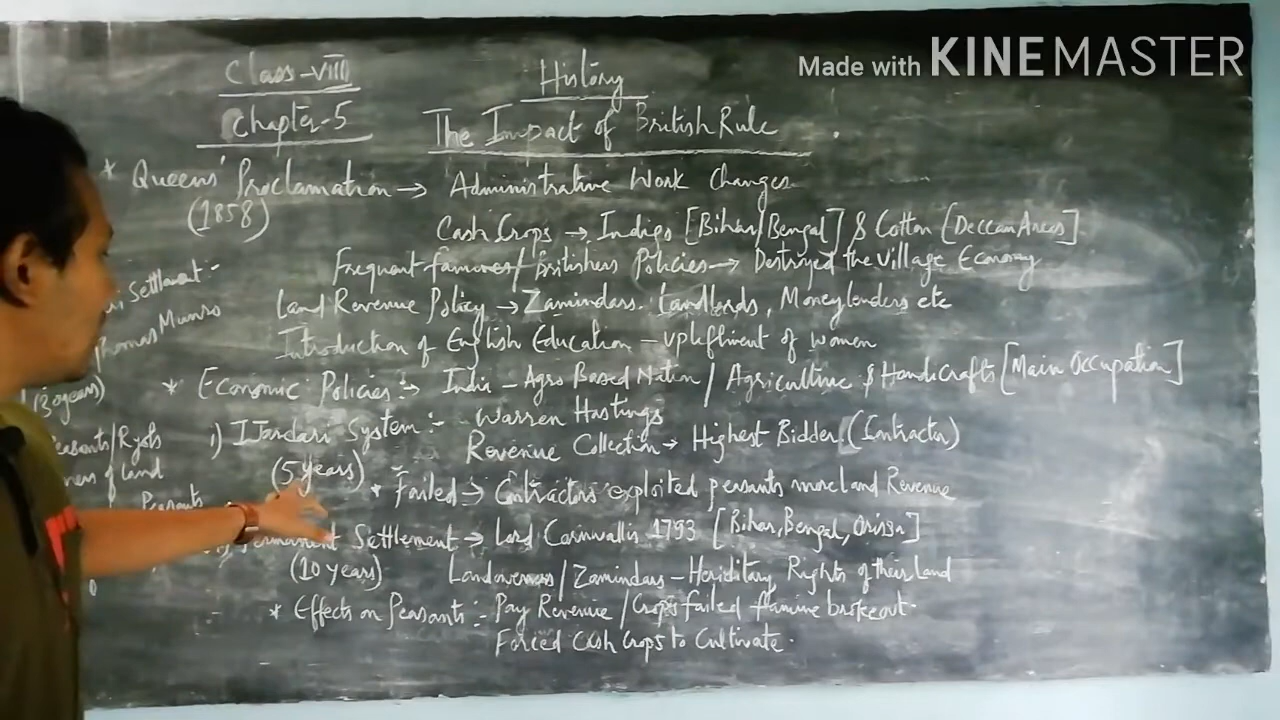 Made with KINEMASTER
Class-VIII
History
Chapter-5
The Impact of British Rule
* Queens' Proclamation → Administrative Work Changes.
(1858)
Cash Crops → Indigo [Bihar/Bengal] & Cotton [Deccan Areas]
Frequent famines/Britishers Policies → Destroyed the Village Economy
Land Revenue Policy → Zamindars, Landlords, Moneylenders etc
Introduction of English Education - upliftment of women
* Economic Policies :- India - Agro Based Nation / Agriculture & Handicrafts [Main Occupation]
i) IJardari System :- Warren Hastings
Revenue Collection → Highest Bidder (Contractor)
(5 years)
* Failed → Contractors exploited peasants more land Revenue
Settlement → Lord Cornwallis 1793 [Bihar, Bengal, Orissa]
(10 years)
Landowners/Zamindars - Heriditary Rights of their Land
* Effects on Peasants :- Pay Revenue / Crops failed famine brokeout.
Forced Cash Crops to Cultivate.
Settlement :-
Thomas Munro
(30 years)
Peasants/Ryots
of land
Peasants